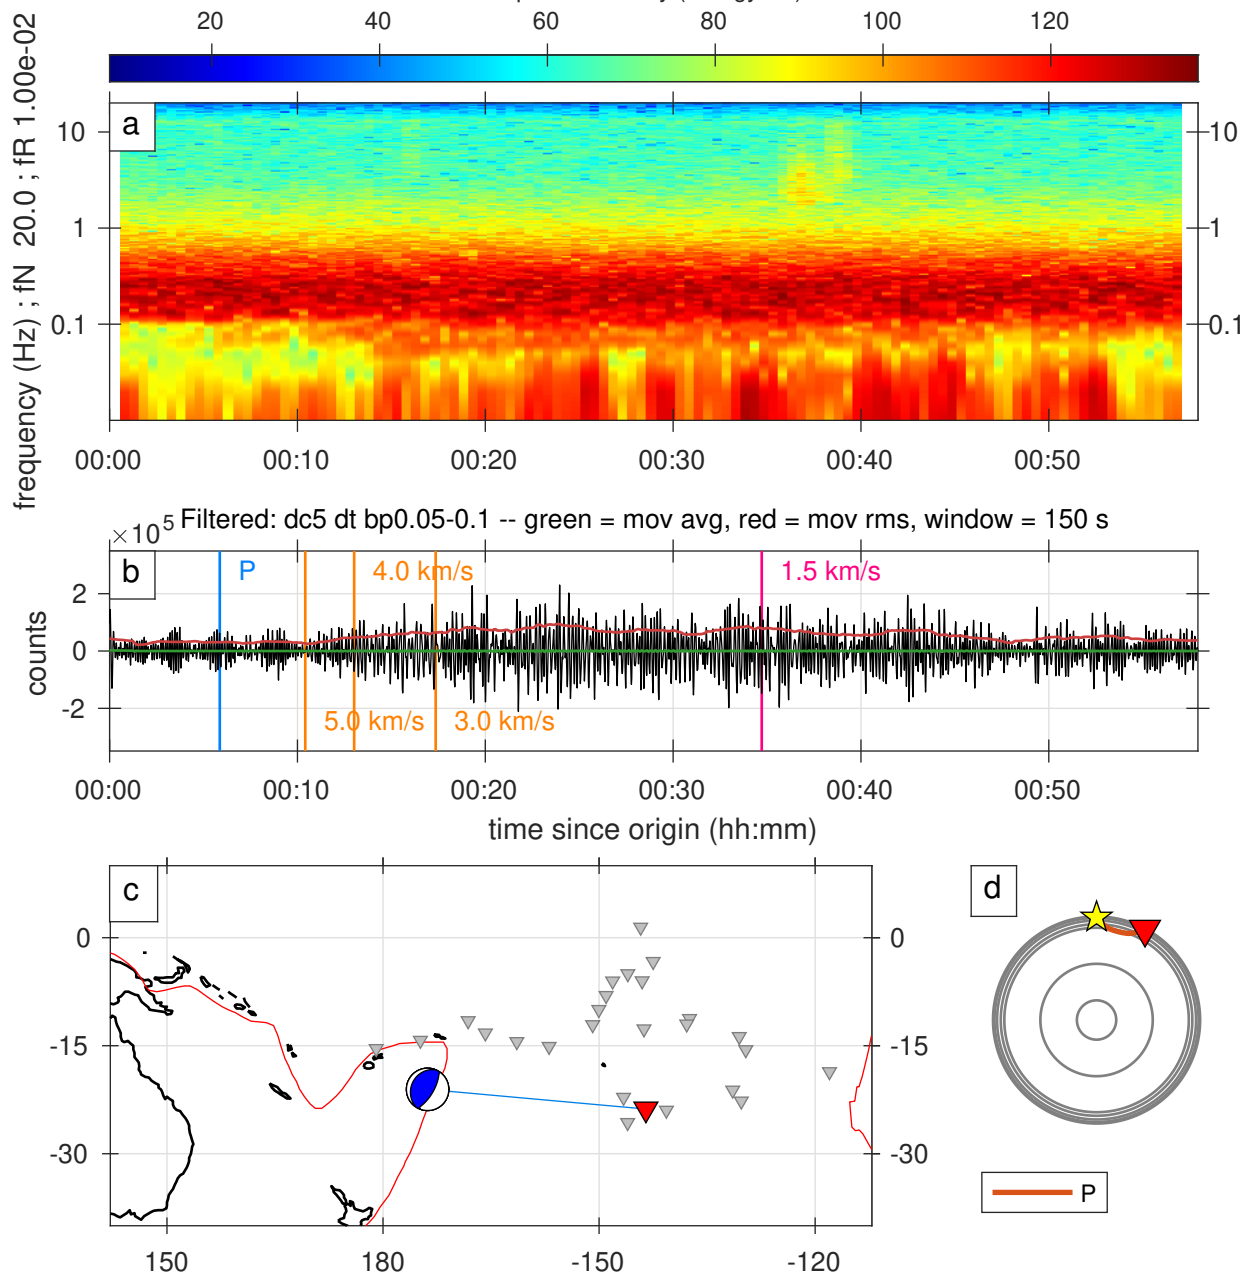 20 40 60 80 100 120
frequency (Hz) ; fN 20.0 ; fR 1.00e-02
a
10 10
1 1
0.1 0.1
00:00 00:10 00:20 00:30 00:40 00:50
×10^5 Filtered: dc5 dt bp0.05-0.1 -- green = mov avg, red = mov rms, window = 150 s
b
P 4.0 km/s 1.5 km/s
counts
2
0
-2
5.0 km/s 3.0 km/s
00:00 00:10 00:20 00:30 00:40 00:50
time since origin (hh:mm)
c
d
0 0
-15 -15
-30 -30
P
150 180 -150 -120